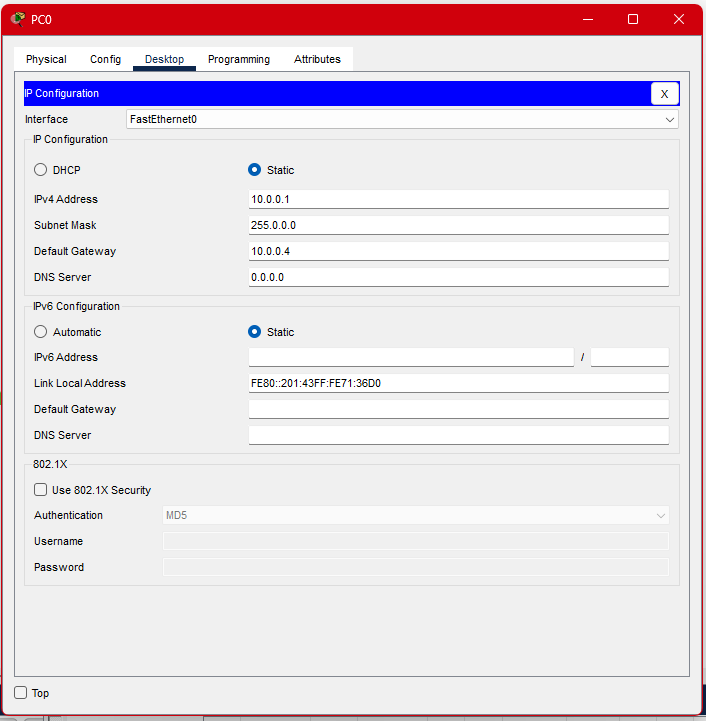 PC0
Physical Config Desktop Programming Attributes
IP Configuration X
Interface FastEthernet0
IP Configuration
DHCP Static
IPv4 Address 10.0.0.1
Subnet Mask 255.0.0.0
Default Gateway 10.0.0.4
DNS Server 0.0.0.0
IPv6 Configuration
Automatic Static
IPv6 Address /
Link Local Address FE80::201:43FF:FE71:36D0
Default Gateway
DNS Server
802.1X
Use 802.1X Security
Authentication MD5
Username
Password
Top